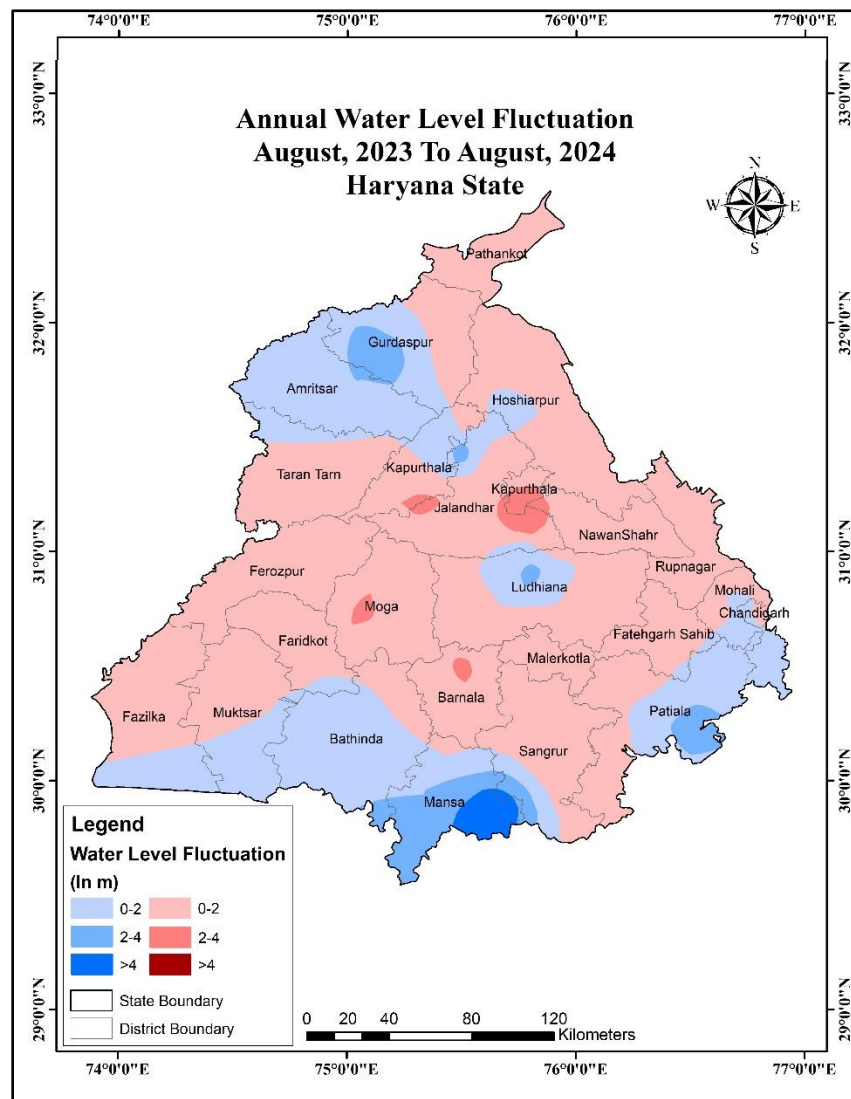 74°0'0"E 75°0'0"E 76°0'0"E 77°0'0"E
33°0'0"N 33°0'0"N
Annual Water Level Fluctuation
August, 2023 To August, 2024
Haryana State
N
W E
S
Pathankot
32°0'0"N 32°0'0"N
Gurdaspur
Amritsar
Hoshiarpur
Kapurthala
Taran Tarn
Kapurthala
Jalandhar
NawanShahr
31°0'0"N 31°0'0"N
Ferozpur
Rupnagar
Ludhiana
Mohali
Moga
Chandigarh
Fatehgarh Sahib
Faridkot
Malerkotla
Barnala
Fazilka
Muktsar
Patiala
Bathinda
Sangrur
30°0'0"N 30°0'0"N
Mansa
Legend
Water Level Fluctuation
(In m)
0-2 0-2
2-4 2-4
>4 >4
State Boundary
District Boundary
29°0'0"N 29°0'0"N
0 20 40 80 120
Kilometers
74°0'0"E 75°0'0"E 76°0'0"E 77°0'0"E